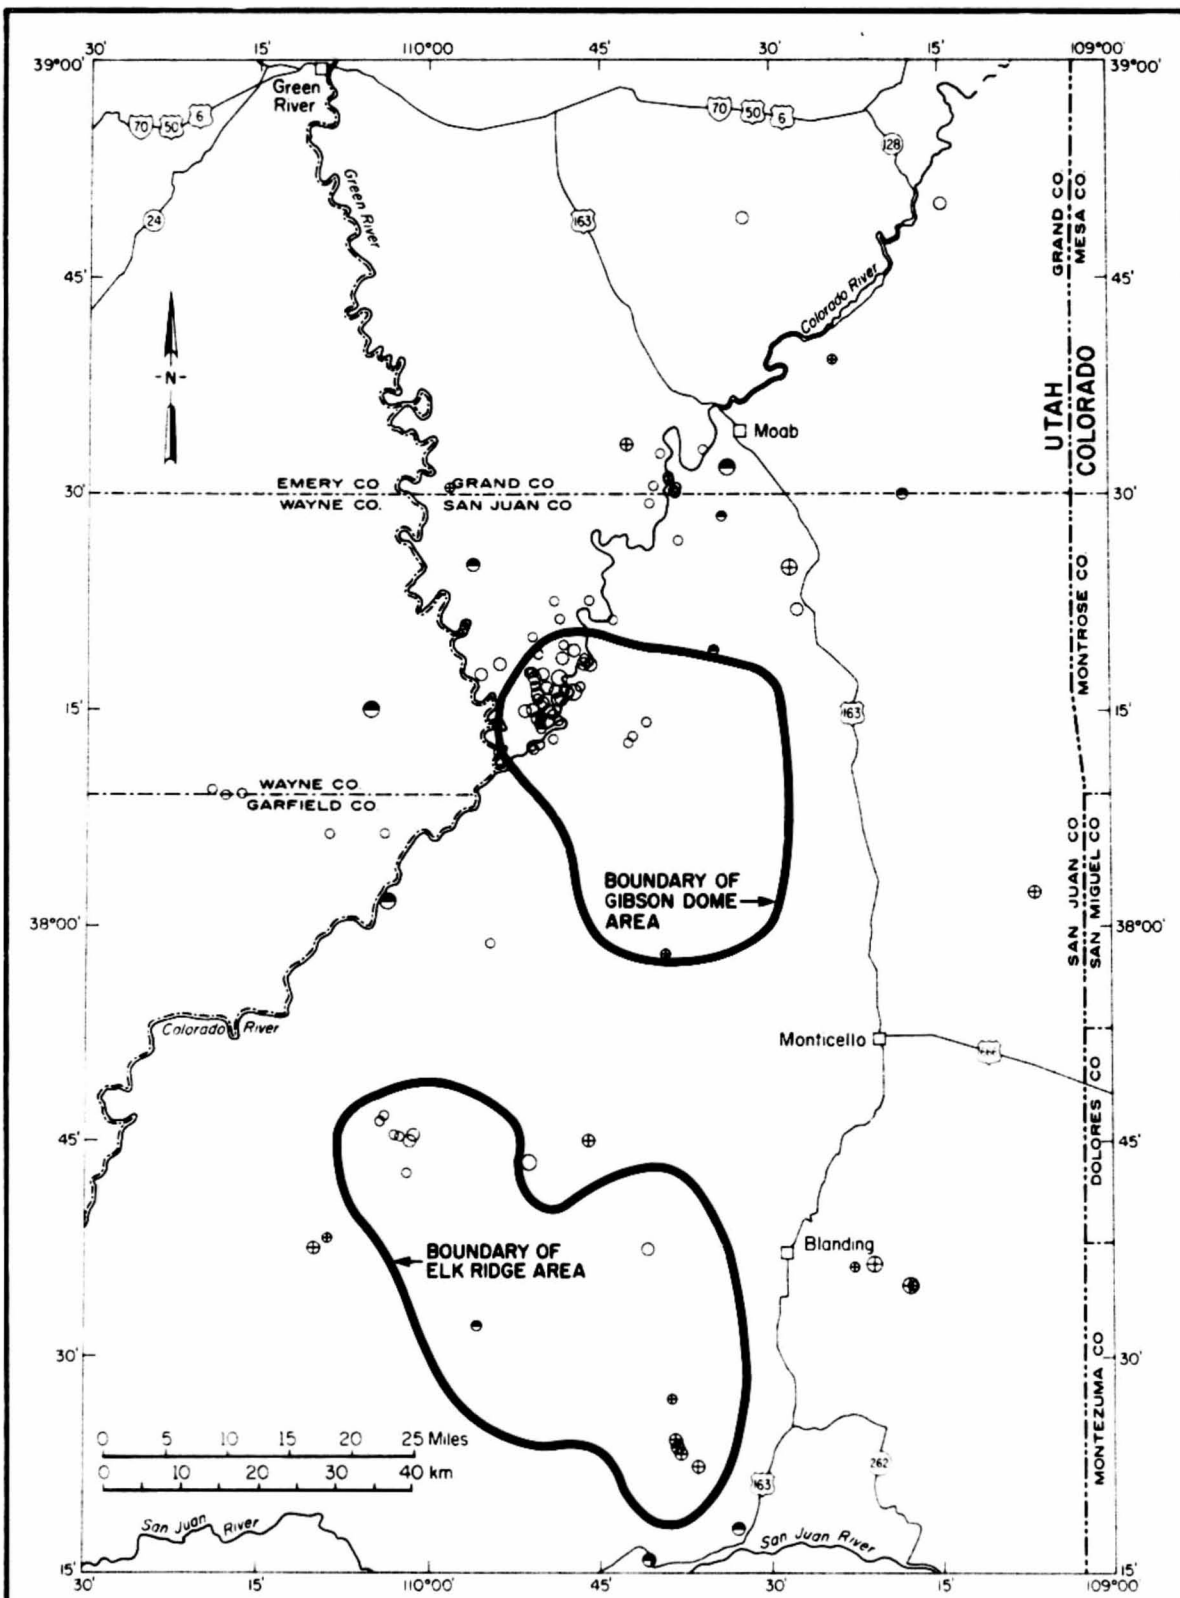 30' 15' 110°00' 45' 30' 15' 109°00'
39°00' 39°00'
Green
River
70 50 6
70 50 6
128
24
163
Green River
GRAND CO.
MESA CO.
45' 45'
Colorado River
-N-
UTAH
COLORADO
Moab
30' EMERY CO GRAND CO 30'
WAYNE CO. SAN JUAN CO
MONTROSE CO.
15' 163 15'
WAYNE CO.
GARFIELD CO.
BOUNDARY OF
GIBSON DOME
AREA
SAN JUAN CO
SAN MIGUEL CO
38°00' 38°00'
Colorado River
Monticello
DOLORES CO
45' 45'
Blanding
BOUNDARY OF
ELK RIDGE AREA
30' 30'
MONTEZUMA CO
0 5 10 15 20 25 Miles
0 10 20 30 40 km
163
262
San Juan River
San Juan River
15' 15'
30' 15' 110°00' 45' 30' 15' 109°00'